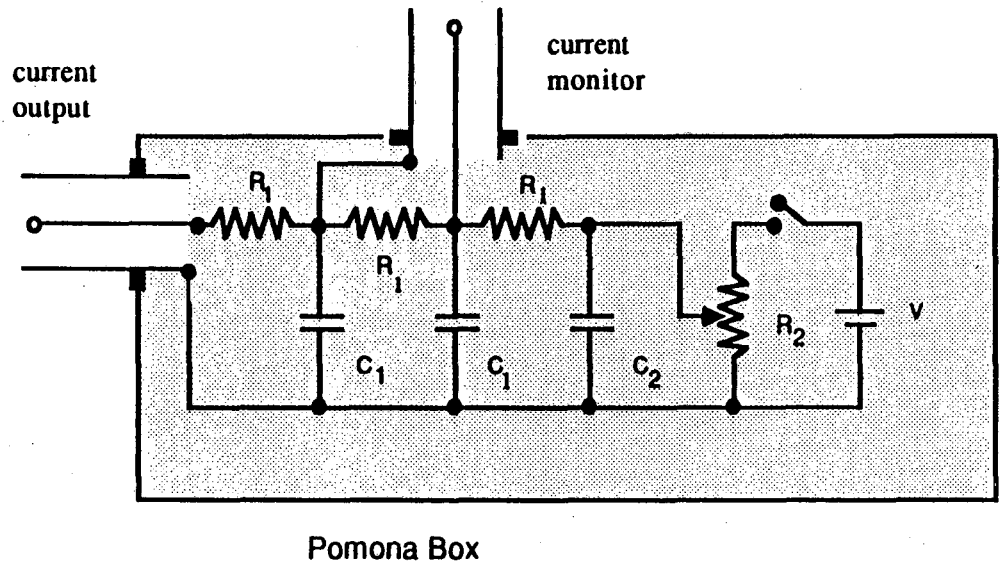 current
output
current
monitor
R1
R1
R1
C1
C1
C2
R2
V
Pomona Box